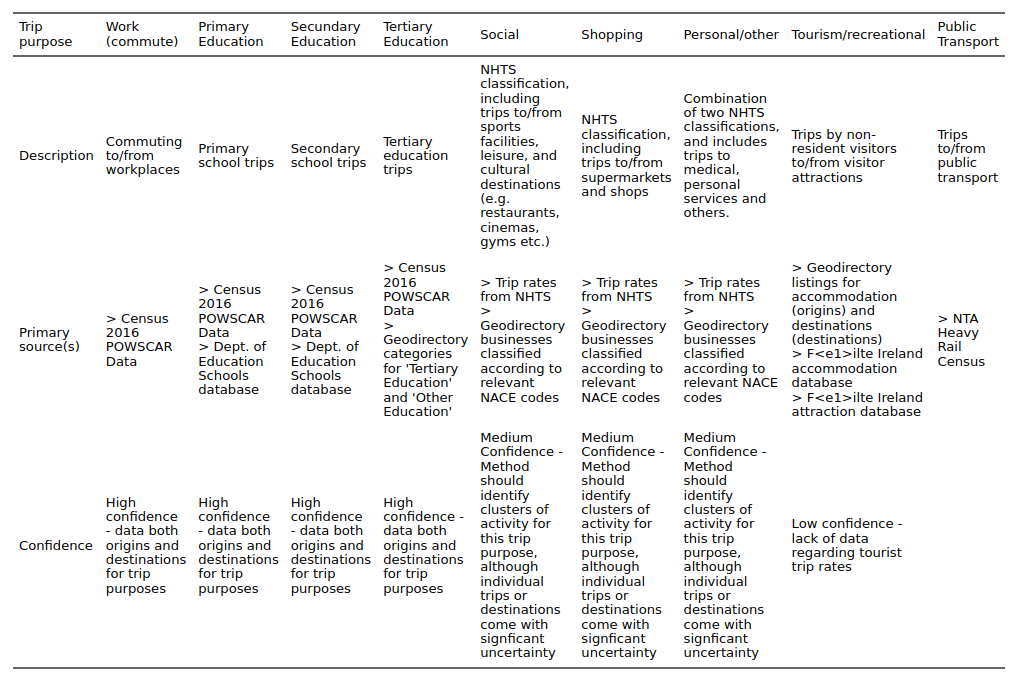 Trip
purpose
Work
(commute)
Primary
Education
Secundary
Education
Tertiary
Education
Social
Shopping
Personal/other
Tourism/recreational
Public
Transport
Description
Commuting
to/from
workplaces
Primary
school trips
Secondary
school trips
Tertiary
education
trips
NHTS
classification,
including
trips to/from
sports
facilities,
leisure, and
cultural
destinations
(e.g.
restaurants,
cinemas,
gyms etc.)
NHTS
classification,
including
trips to/from
supermarkets
and shops
Combination
of two NHTS
classifications,
and includes
trips to
medical,
personal
services and
others.
Trips by non-
resident visitors
to/from visitor
attractions
Trips
to/from
public
transport
Primary
source(s)
> Census
2016
POWSCAR
Data
> Census
2016
POWSCAR
Data
> Dept. of
Education
Schools
database
> Census
2016
POWSCAR
Data
> Dept. of
Education
Schools
database
> Census
2016
POWSCAR
Data
>
Geodirectory
categories
for 'Tertiary
Education'
and 'Other
Education'
> Trip rates
from NHTS
>
Geodirectory
businesses
classified
according to
relevant
NACE codes
> Trip rates
from NHTS
>
Geodirectory
businesses
classified
according to
relevant
NACE codes
> Trip rates
from NHTS
>
Geodirectory
businesses
classified
according to
relevant NACE
codes
> Geodirectory
listings for
accommodation
(origins) and
destinations
(destinations)
> F<e1>ilte Ireland
accommodation
database
> F<e1>ilte Ireland
attraction database
> NTA
Heavy
Rail
Census
Confidence
High
confidence
- data both
origins and
destinations
for trip
purposes
High
confidence
- data both
origins and
destinations
for trip
purposes
High
confidence
- data both
origins and
destinations
for trip
purposes
High
confidence -
data both
origins and
destinations
for trip
purposes
Medium
Confidence -
Method
should
identify
clusters of
activity for
this trip
purpose,
although
individual
trips or
destinations
come with
signficant
uncertainty
Medium
Confidence -
Method
should
identify
clusters of
activity for
this trip
purpose,
although
individual
trips or
destinations
come with
signficant
uncertainty
Medium
Confidence -
Method
should
identify
clusters of
activity for
this trip
purpose,
although
individual
trips or
destinations
come with
signficant
uncertainty
Low confidence -
lack of data
regarding tourist
trip rates